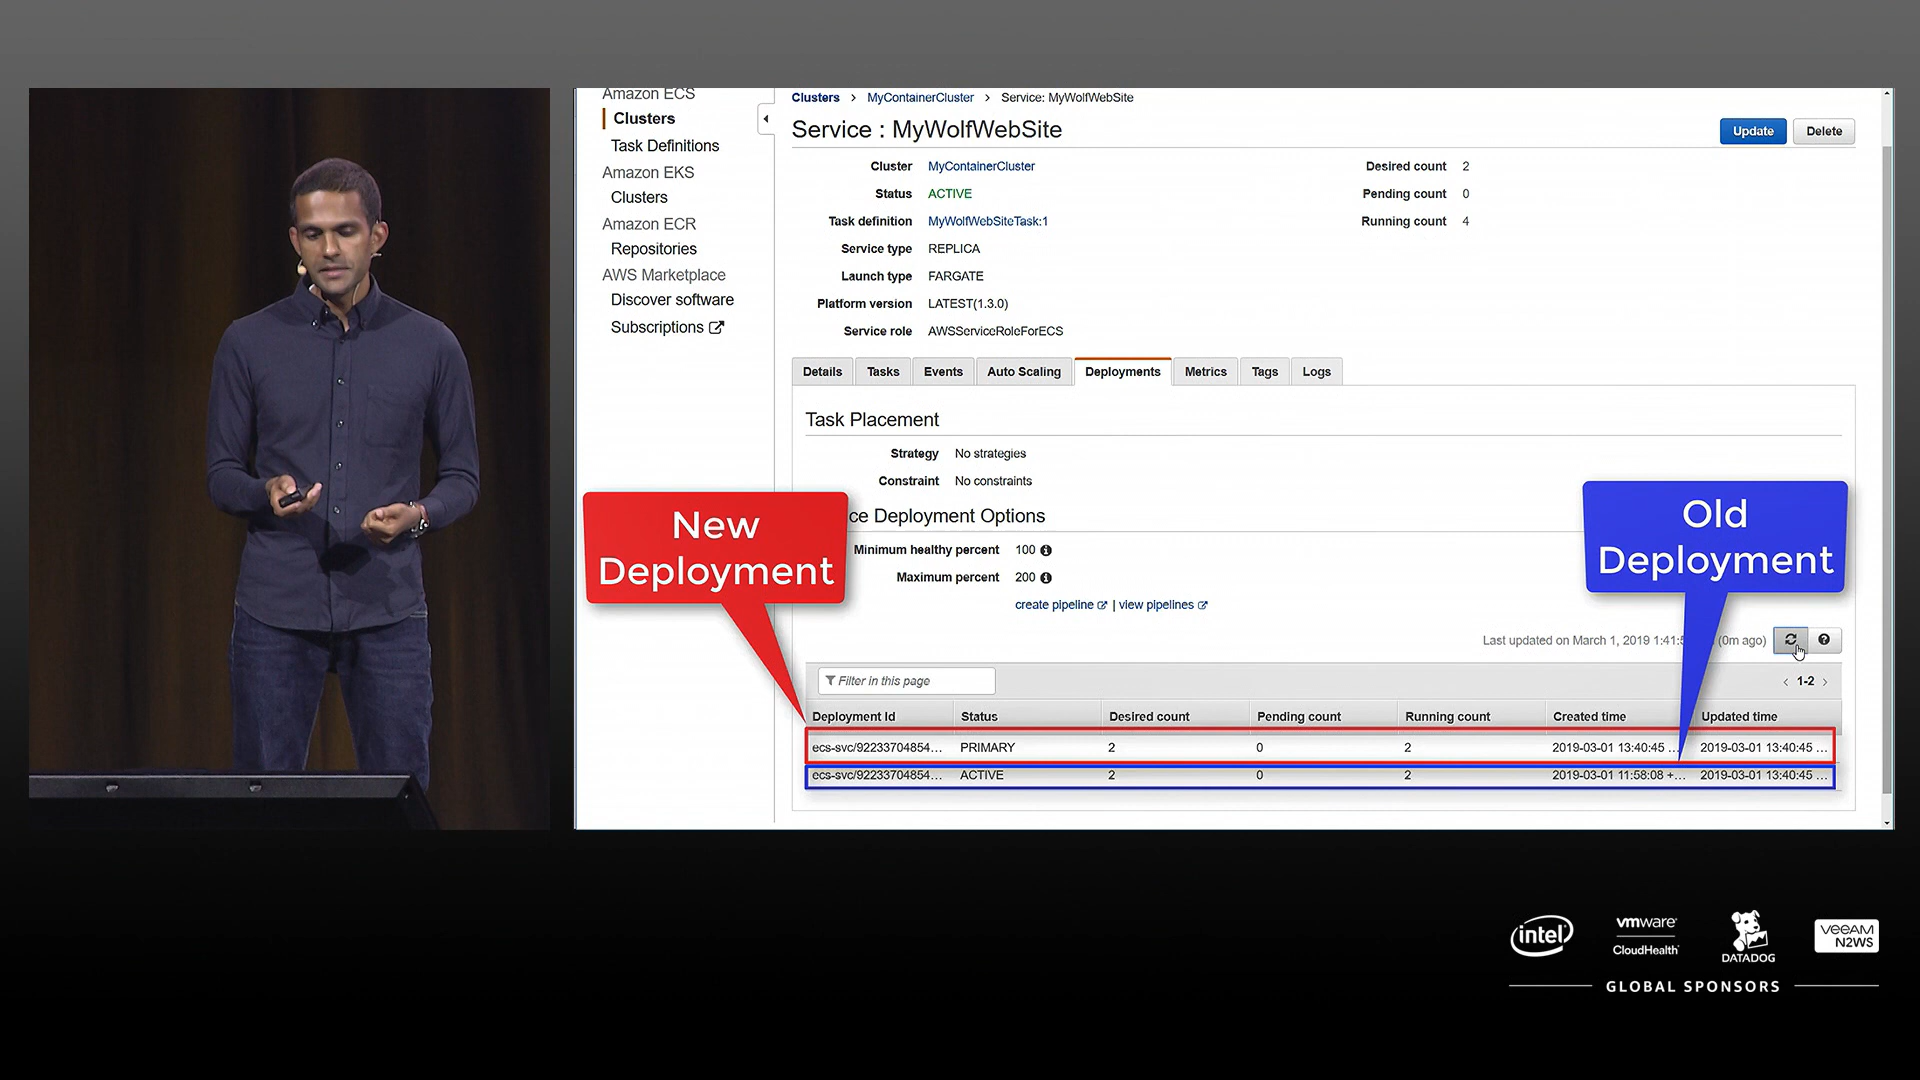 Amazon ECS
Clusters
Task Definitions
Amazon EKS
Clusters
Amazon ECR
Repositories
AWS Marketplace
Discover software
Subscriptions
Clusters > MyContainerCluster > Service: MyWolfWebSite
Service : MyWolfWebSite
Update
Delete
Cluster MyContainerCluster
Status ACTIVE
Task definition MyWolfWebSiteTask:1
Service type REPLICA
Launch type FARGATE
Platform version LATEST(1.3.0)
Service role AWSServiceRoleForECS
Desired count 2
Pending count 0
Running count 4
Details Tasks Events Auto Scaling Deployments Metrics Tags Logs
Task Placement
Strategy No strategies
Constraint No constraints
ce Deployment Options
Minimum healthy percent 100
Maximum percent 200
create pipeline | view pipelines
New
Deployment
Old
Deployment
Last updated on March 1, 2019 1:41:5 (0m ago)
Filter in this page
< 1-2 >
Deployment Id Status Desired count Pending count Running count Created time Updated time
ecs-svc/92233704854... PRIMARY 2 0 2 2019-03-01 13:40:45 ... 2019-03-01 13:40:45 ...
ecs-svc/92233704854... ACTIVE 2 0 2 2019-03-01 11:58:08 +... 2019-03-01 13:40:45 ...
intel
vmware
CloudHealth
DATADOG
VEEAM
N2WS
GLOBAL SPONSORS